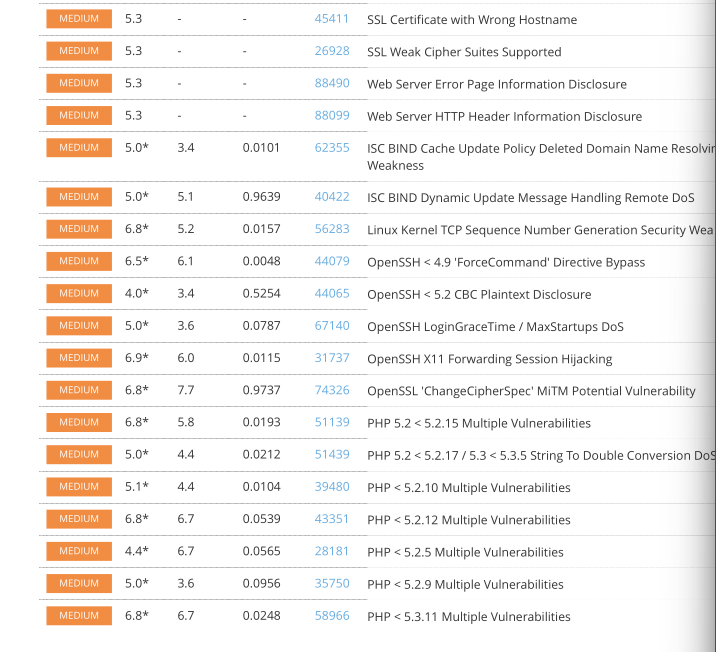 MEDIUM 5.3 - - 45411 SSL Certificate with Wrong Hostname
MEDIUM 5.3 - - 26928 SSL Weak Cipher Suites Supported
MEDIUM 5.3 - - 88490 Web Server Error Page Information Disclosure
MEDIUM 5.3 - - 88099 Web Server HTTP Header Information Disclosure
MEDIUM 5.0* 3.4 0.0101 62355 ISC BIND Cache Update Policy Deleted Domain Name Resolvin
Weakness
MEDIUM 5.0* 5.1 0.9639 40422 ISC BIND Dynamic Update Message Handling Remote DoS
MEDIUM 6.8* 5.2 0.0157 56283 Linux Kernel TCP Sequence Number Generation Security Wea
MEDIUM 6.5* 6.1 0.0048 44079 OpenSSH < 4.9 'ForceCommand' Directive Bypass
MEDIUM 4.0* 3.4 0.5254 44065 OpenSSH < 5.2 CBC Plaintext Disclosure
MEDIUM 5.0* 3.6 0.0787 67140 OpenSSH LoginGraceTime / MaxStartups DoS
MEDIUM 6.9* 6.0 0.0115 31737 OpenSSH X11 Forwarding Session Hijacking
MEDIUM 6.8* 7.7 0.9737 74326 OpenSSL 'ChangeCipherSpec' MiTM Potential Vulnerability
MEDIUM 6.8* 5.8 0.0193 51139 PHP 5.2 < 5.2.15 Multiple Vulnerabilities
MEDIUM 5.0* 4.4 0.0212 51439 PHP 5.2 < 5.2.17 / 5.3 < 5.3.5 String To Double Conversion DoS
MEDIUM 5.1* 4.4 0.0104 39480 PHP < 5.2.10 Multiple Vulnerabilities
MEDIUM 6.8* 6.7 0.0539 43351 PHP < 5.2.12 Multiple Vulnerabilities
MEDIUM 4.4* 6.7 0.0565 28181 PHP < 5.2.5 Multiple Vulnerabilities
MEDIUM 5.0* 3.6 0.0956 35750 PHP < 5.2.9 Multiple Vulnerabilities
MEDIUM 6.8* 6.7 0.0248 58966 PHP < 5.3.11 Multiple Vulnerabilities